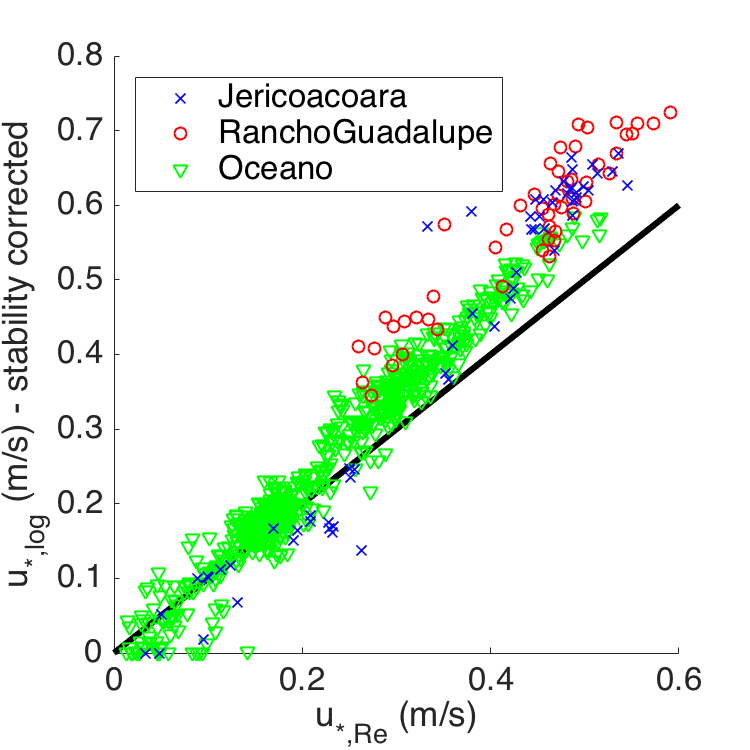 0.8
0.7
0.6
0.5
0.4
0.3
0.2
0.1
0
u*,log (m/s) - stability corrected
Jericoacoara
RanchoGuadalupe
Oceano
0 0.2 0.4 0.6
u*,Re (m/s)